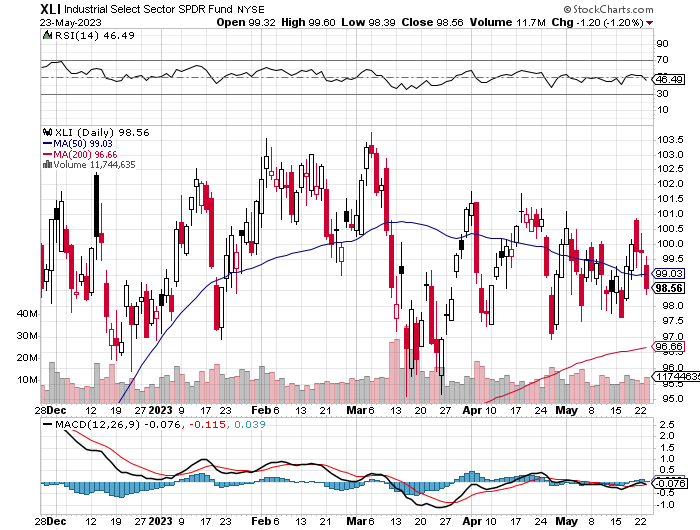 XLI Industrial Select Sector SPDR Fund NYSE
© StockCharts.com
23-May-2023
Open 99.32 High 99.60 Low 98.39 Close 98.56 Volume 11.7M Chg -1.20 (-1.20%)
RSI(14) 46.49
90
70
50
46.49
30
10
XLI (Daily) 98.56
MA(50) 99.03
MA(200) 96.66
Volume 11,744,635
103.5
103.0
102.5
102.0
101.5
101.0
100.5
100.0
99.5
99.03
98.56
98.0
97.5
97.0
96.66
96.0
95.5
95.0
40M
30M
20M
10M
11744635
28 Dec 12 19 2023 9 17 23 Feb 6 13 21 Mar 6 13 20 27 Apr 10 17 24 May 8 15 22
MACD(12,26,9) -0.076, -0.115, 0.039
2.5
2.0
1.5
1.0
0.5
-0.076
-0.5
-1.0
28 Dec 12 19 2023 9 17 23 Feb 6 13 21 Mar 6 13 20 27 Apr 10 17 24 May 8 15 22